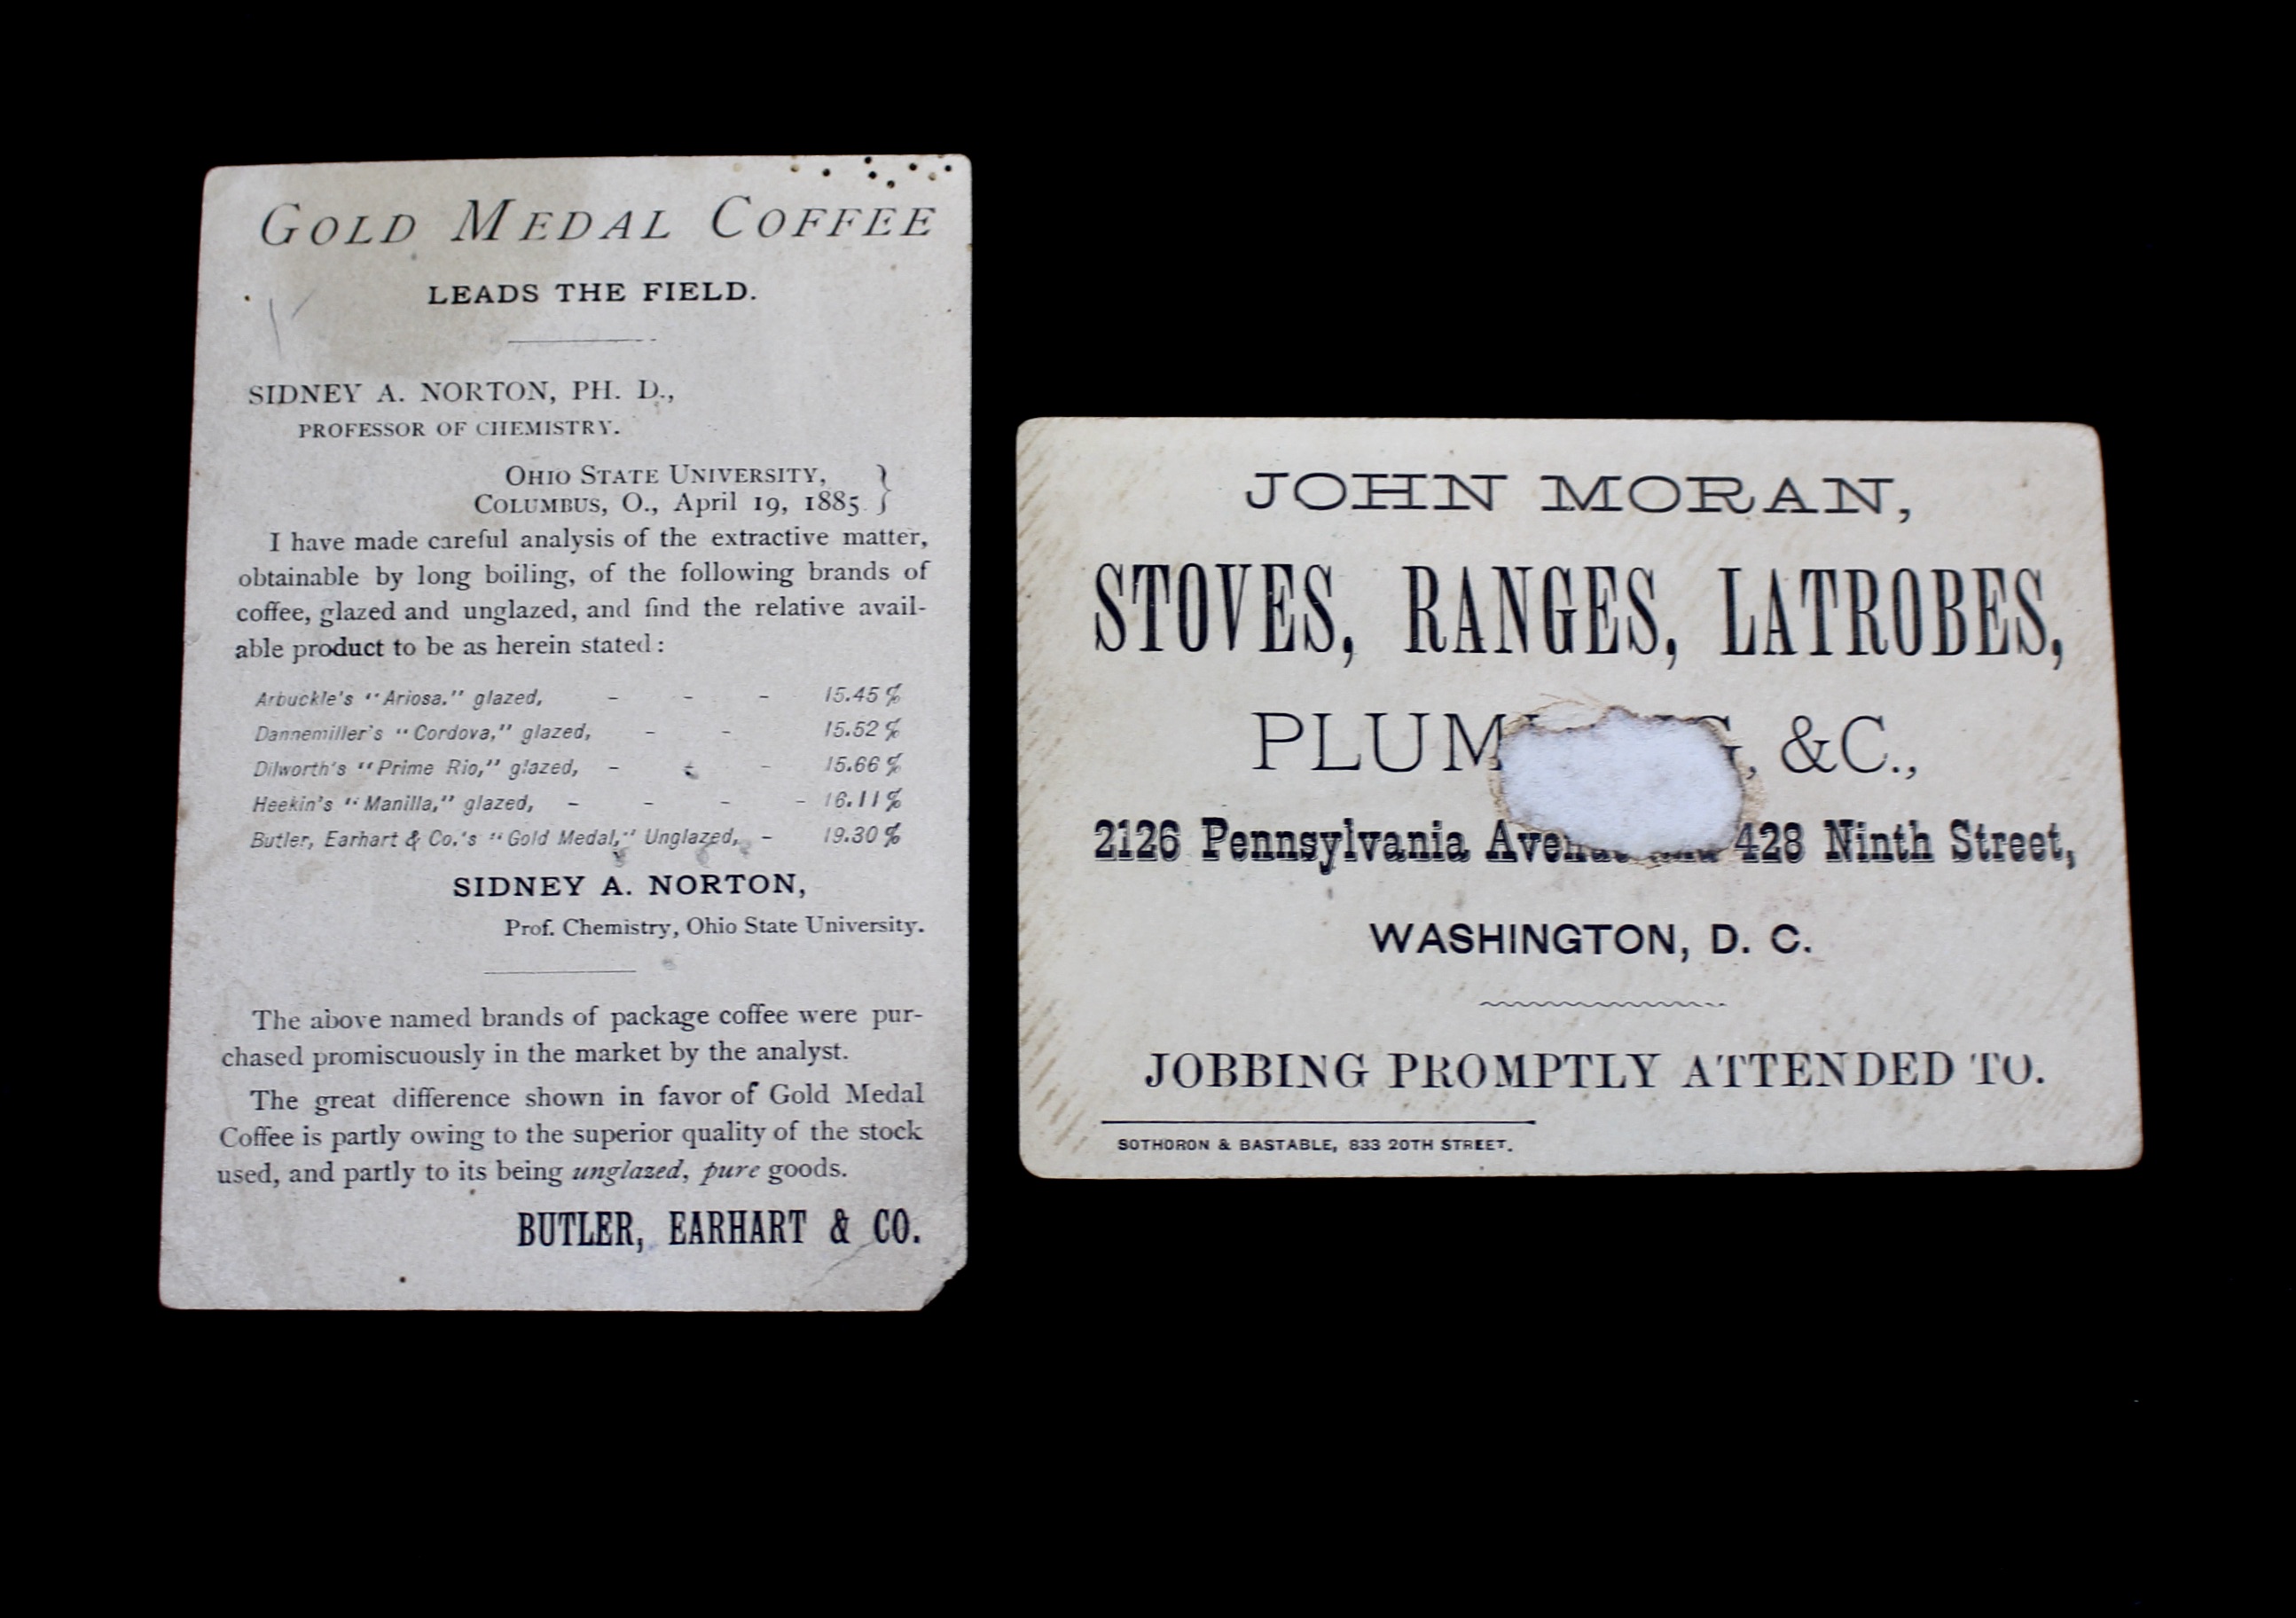 GOLD MEDAL COFFEE
LEADS THE FIELD.
SIDNEY A. NORTON, PH. D.,
PROFESSOR OF CHEMISTRY.
OHIO STATE UNIVERSITY,
COLUMBUS, O., April 19, 1885. }
I have made careful analysis of the extractive matter,
obtainable by long boiling, of the following brands of
coffee, glazed and unglazed, and find the relative avail-
able product to be as herein stated:
Arbuckle's "Ariosa," glazed, - - - 15.45%
Dannemiller's "Cordova," glazed, - - 15.52%
Dilworth's "Prime Rio," glazed, - - - 15.66%
Heekin's "Manilla," glazed, - - - - 16.11%
Butler, Earhart & Co.'s "Gold Medal," Unglazed, - 19.30%
SIDNEY A. NORTON,
Prof. Chemistry, Ohio State University.
The above named brands of package coffee were pur-
chased promiscuously in the market by the analyst.
The great difference shown in favor of Gold Medal
Coffee is partly owing to the superior quality of the stock
used, and partly to its being unglazed, pure goods.
BUTLER, EARHART & CO.
JOHN MORAN,
STOVES, RANGES, LATROBES,
&C.,
2126 Pennsylvania Avenue 428 Ninth Street,
WASHINGTON, D. C.
JOBBING PROMPTLY ATTENDED TO.
SOTHORON & BASTABLE, 833 20TH STREET.